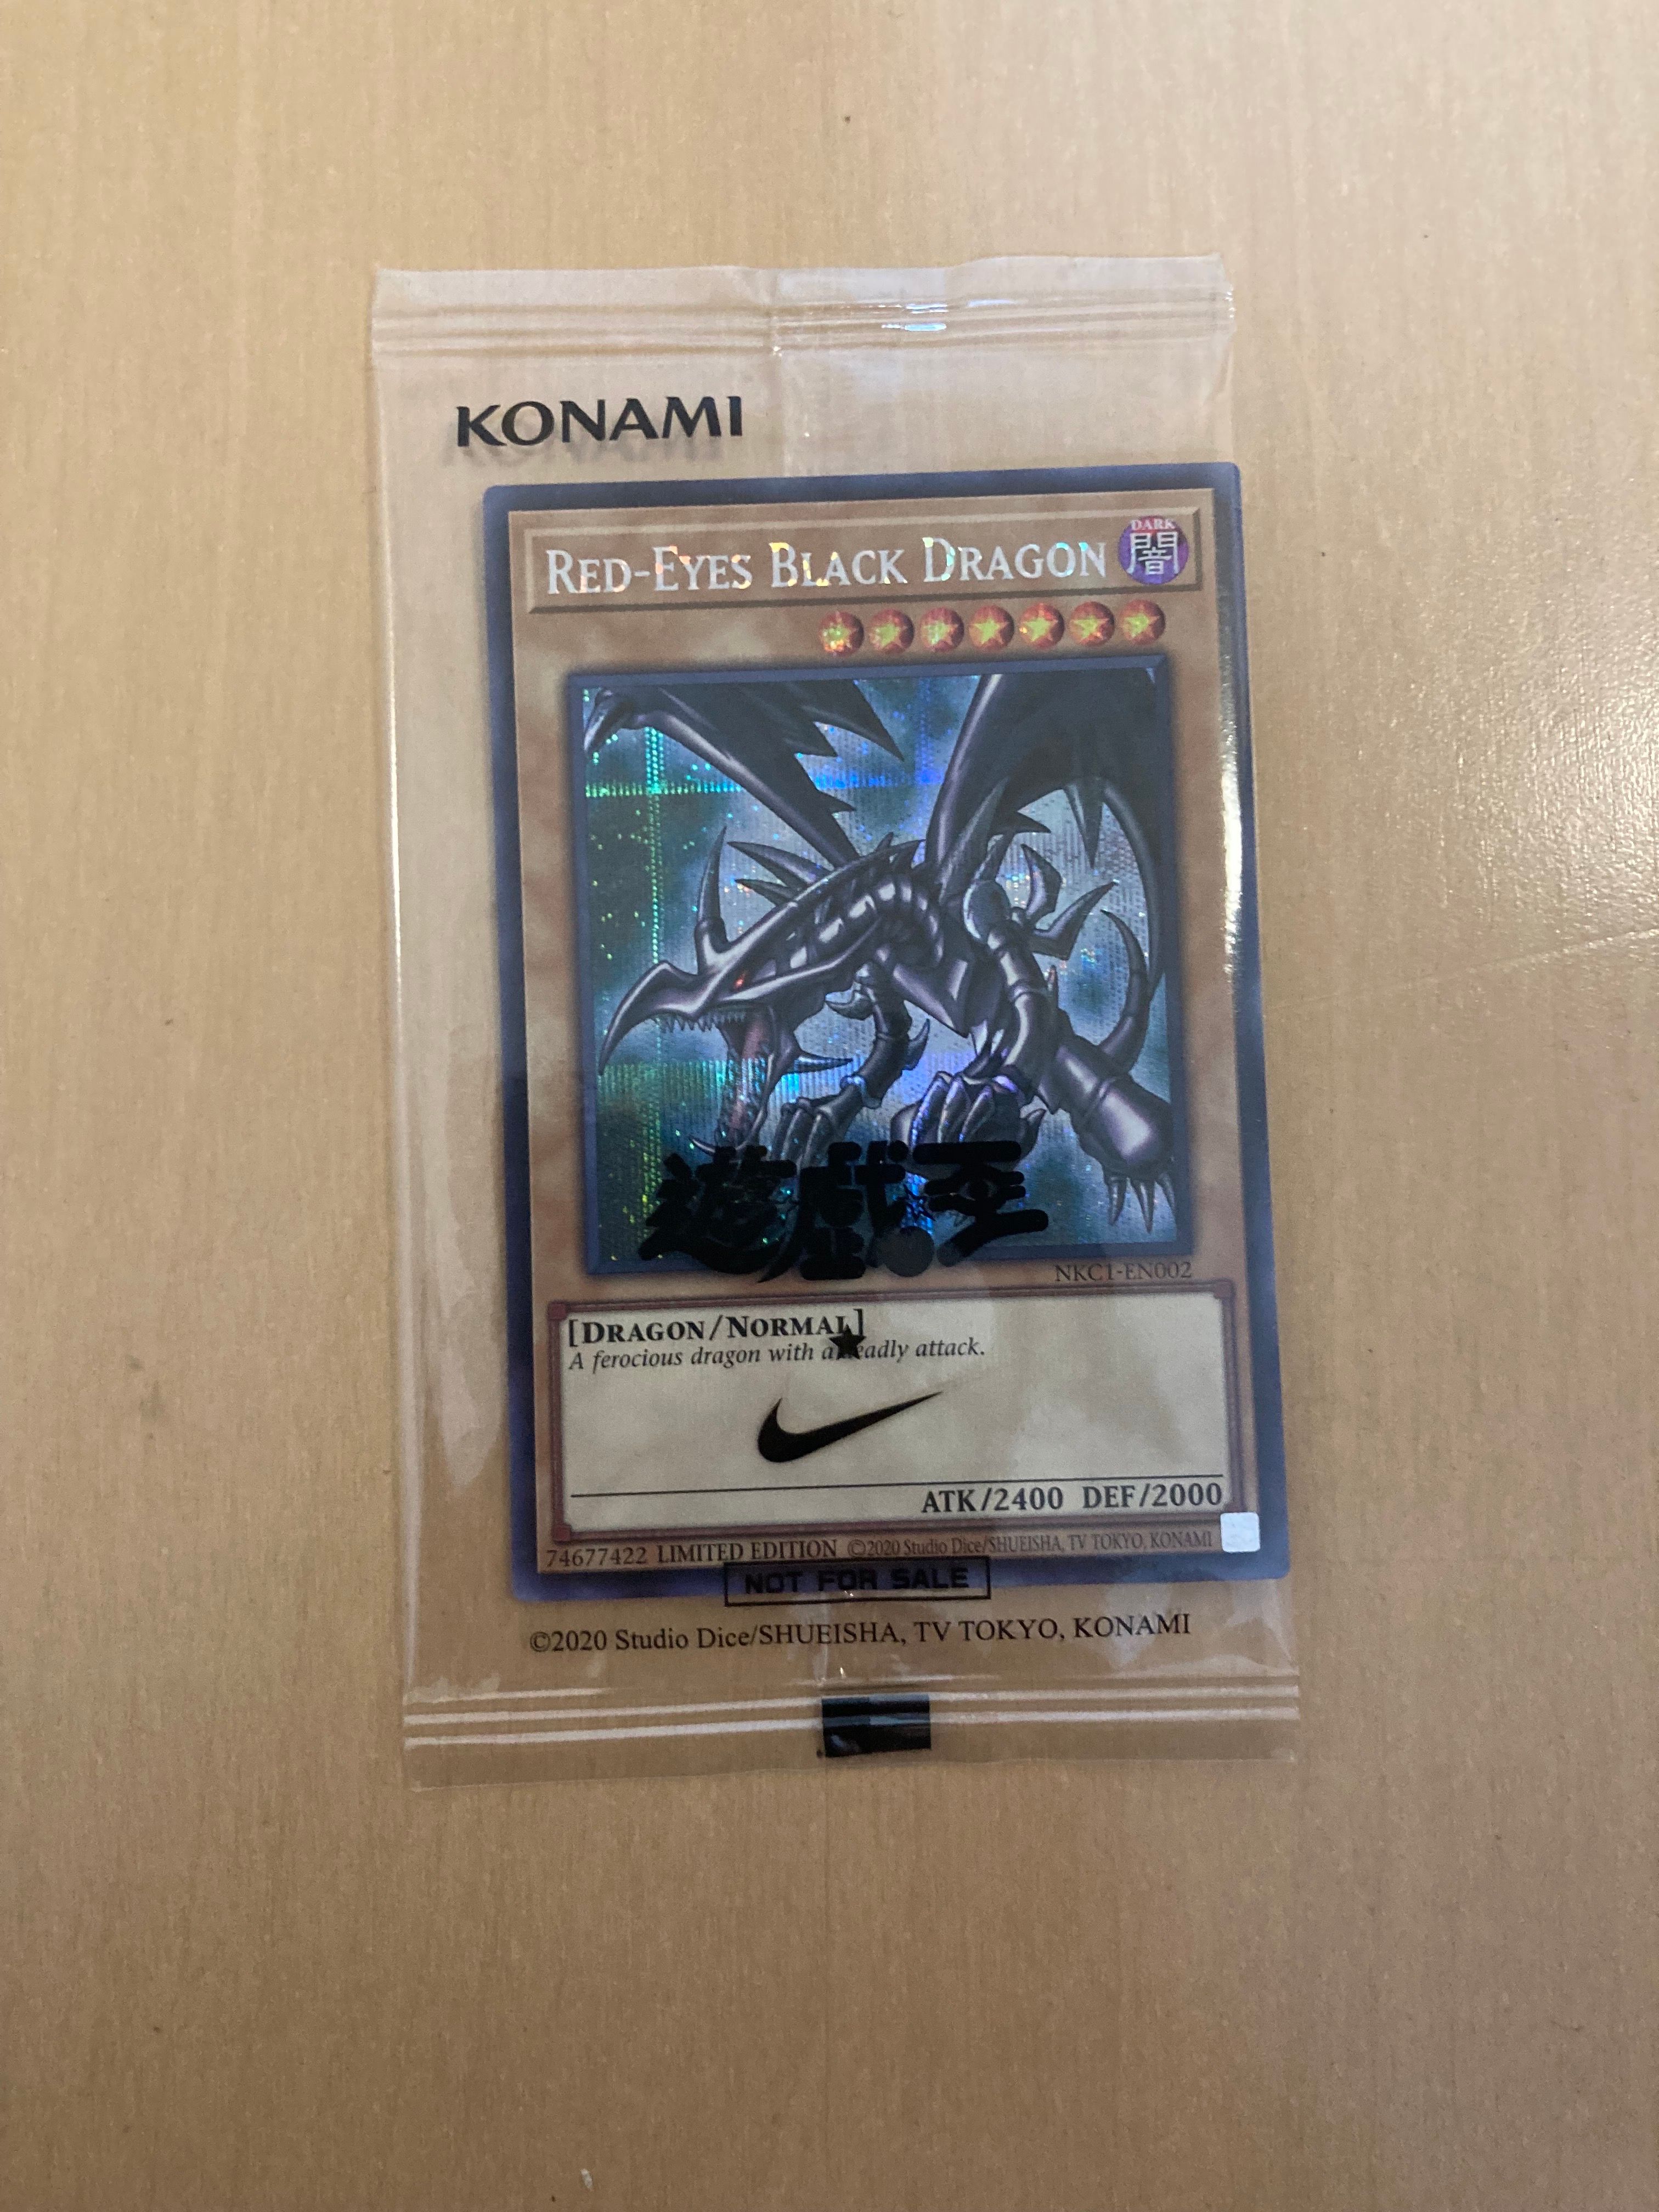 KONAMI
RED-EYES BLACK DRAGON
DARK
闇
遊戯王
NKC1-EN002
[DRAGON/NORMAL]
A ferocious dragon with a deadly attack.
ATK/2400 DEF/2000
74677422 LIMITED EDITION ©2020 Studio Dice/SHUEISHA, TV TOKYO, KONAMI
NOT FOR SALE
©2020 Studio Dice/SHUEISHA, TV TOKYO, KONAMI